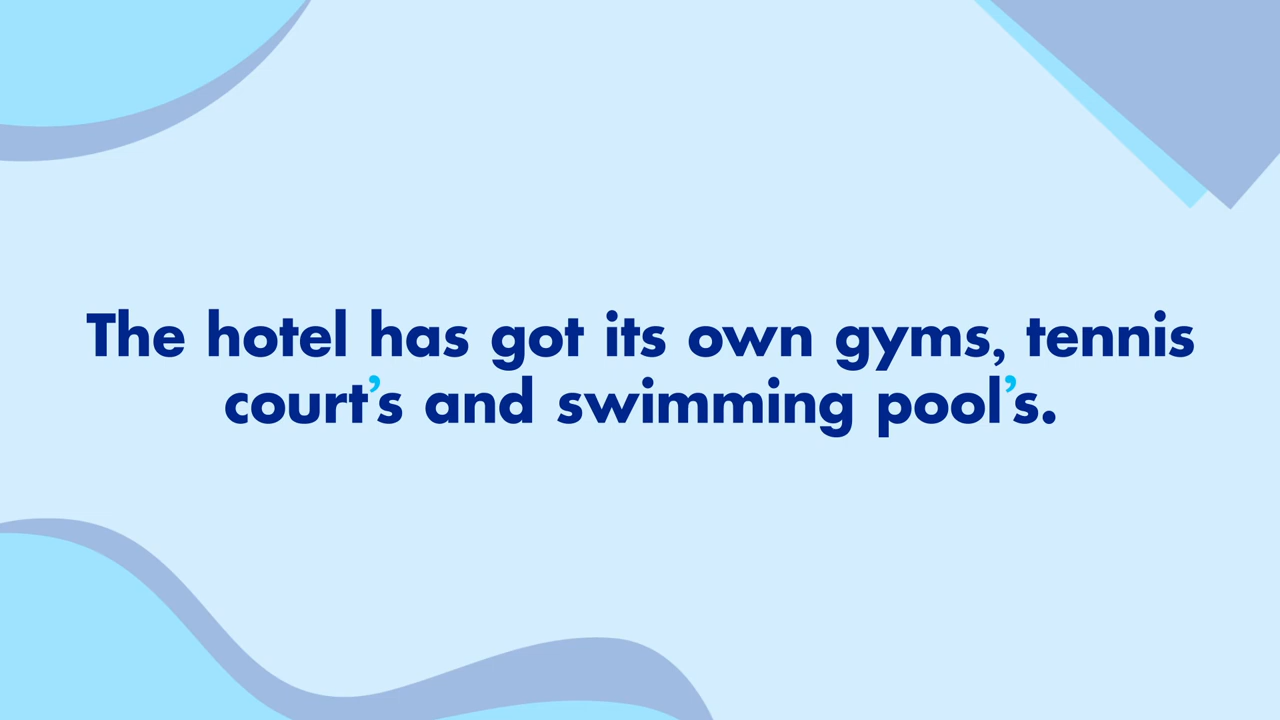 The hotel has got its own gyms, tennis
court’s and swimming pool’s.